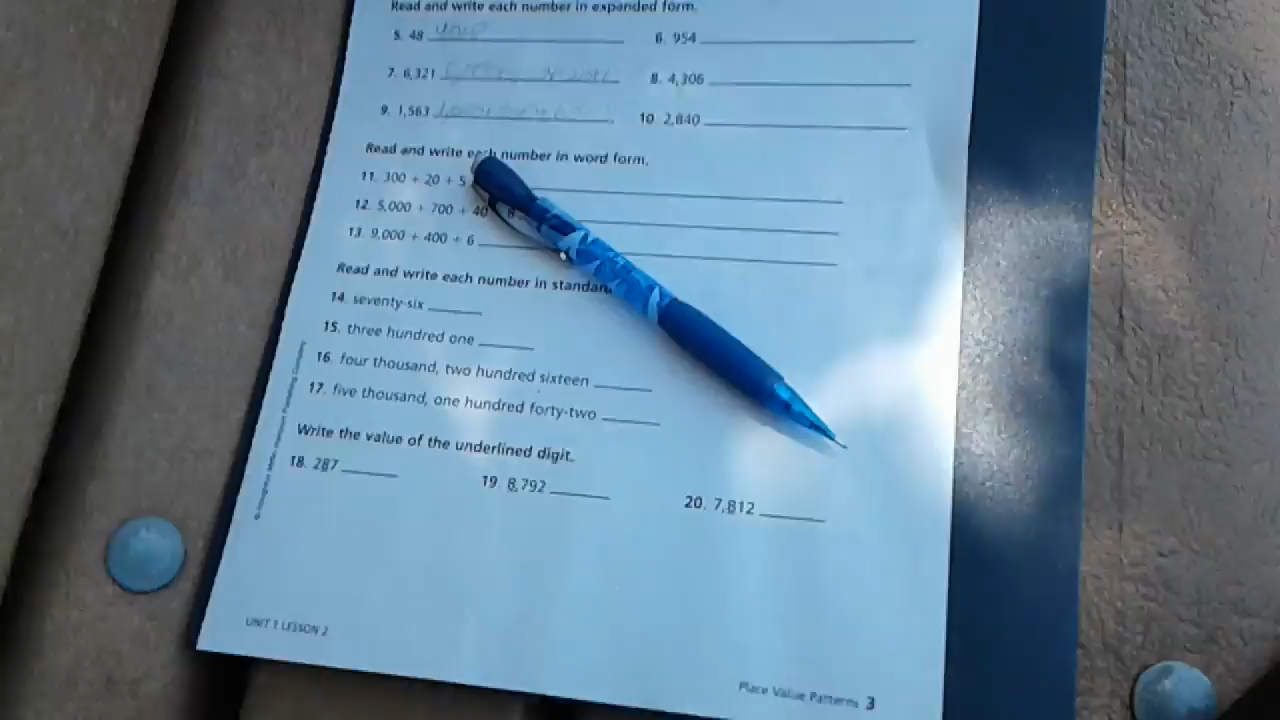 Read and write each number in expanded form.
5. 48 6. 954
7. 6,321 8. 4,306
9. 1,563 10. 2,840
Read and write each number in word form.
11. 300 + 20 + 5
12. 5,000 + 700 + 40 8
13. 9,000 + 400 + 6
Read and write each number in standard
14. seventy-six
15. three hundred one
16. four thousand, two hundred sixteen
17. five thousand, one hundred forty-two
Write the value of the underlined digit.
18. 287 19. 8,792 20. 7,812
UNIT 1 LESSON 2
Place Value Patterns 3